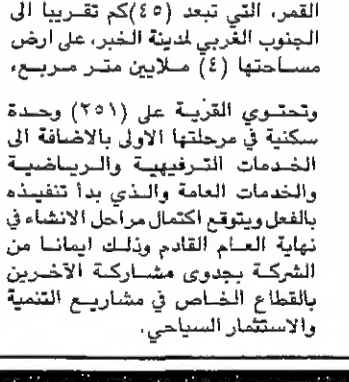 القمر، التي تبعد (٤٥)كم تقريبا الى
الجنوب الغربي لمدينة الخبر، على ارض
مساحتها (٤) ملايين متر مربع،
وتحتوي القرية على (٢٥١) وحدة
سكنية في مرحلتها الاولى بالاضافة الى
الخدمات الترفيهية والرياضية
والخدمات العامة والذي بدأ تنفيذه
بالفعل ويتوقع اكتمال مراحل الانشاء في
نهاية العام القادم وذلك ايمانا من
الشركة بجدوى مشاركة الآخرين
بالقطاع الخاص في مشاريع التنمية
والاستثمار السياحي.